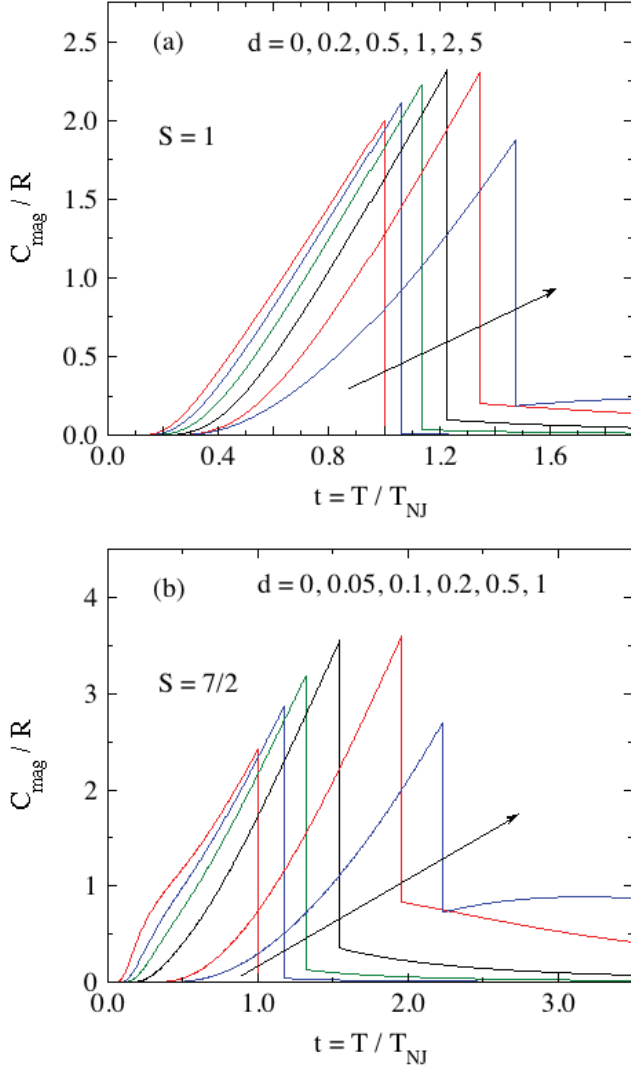 (a)
d = 0, 0.2, 0.5, 1, 2, 5
S = 1
C_mag / R
2.5
2.0
1.5
1.0
0.5
0.0
0.0 0.4 0.8 1.2 1.6
t = T / T_NJ
(b)
d = 0, 0.05, 0.1, 0.2, 0.5, 1
S = 7/2
C_mag / R
4
3
2
1
0
0.0 1.0 2.0 3.0
t = T / T_NJ